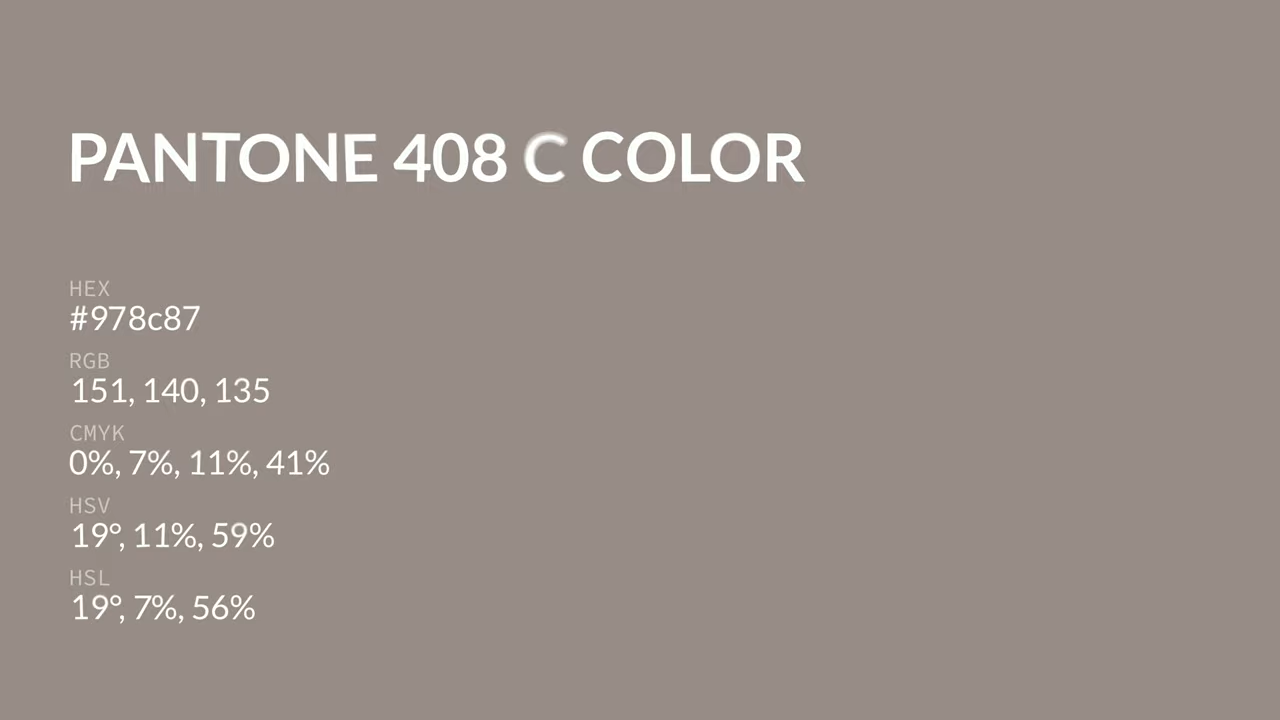 PANTONE 408 C COLOR
HEX
#978c87
RGB
151, 140, 135
CMYK
0%, 7%, 11%, 41%
HSV
19°, 11%, 59%
HSL
19°, 7%, 56%